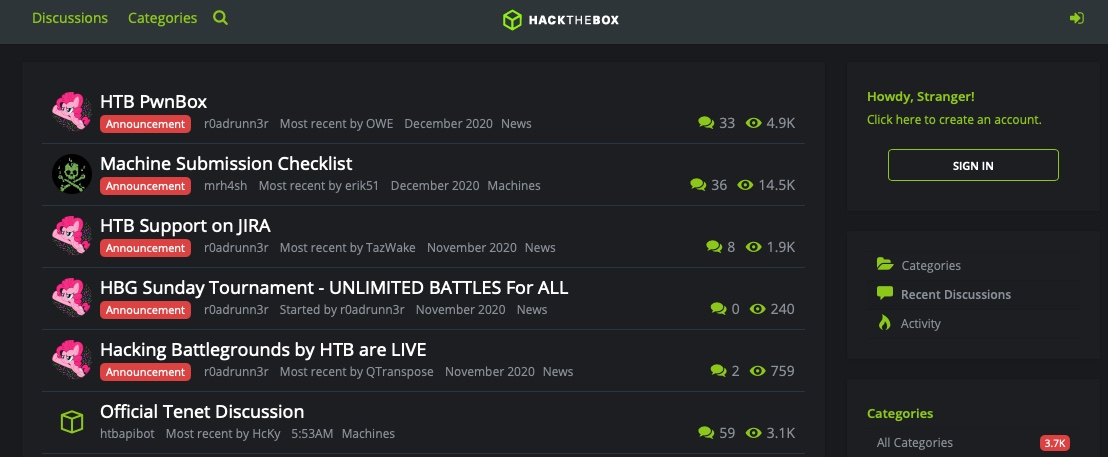 Discussions Categories HACKTHEBOX
HTB PwnBox
Announcement r0adrunn3r Most recent by OWE December 2020 News 33 4.9K
Machine Submission Checklist
Announcement mrh4sh Most recent by erik51 December 2020 Machines 36 14.5K
HTB Support on JIRA
Announcement r0adrunn3r Most recent by TazWake November 2020 News 8 1.9K
HBG Sunday Tournament - UNLIMITED BATTLES For ALL
Announcement r0adrunn3r Started by r0adrunn3r November 2020 News 0 240
Hacking Battlegrounds by HTB are LIVE
Announcement r0adrunn3r Most recent by QTranspose November 2020 News 2 759
Official Tenet Discussion
htbapibot Most recent by HcKy 5:53AM Machines 59 3.1K
Howdy, Stranger!
Click here to create an account.
SIGN IN
Categories
Recent Discussions
Activity
Categories
All Categories 3.7K